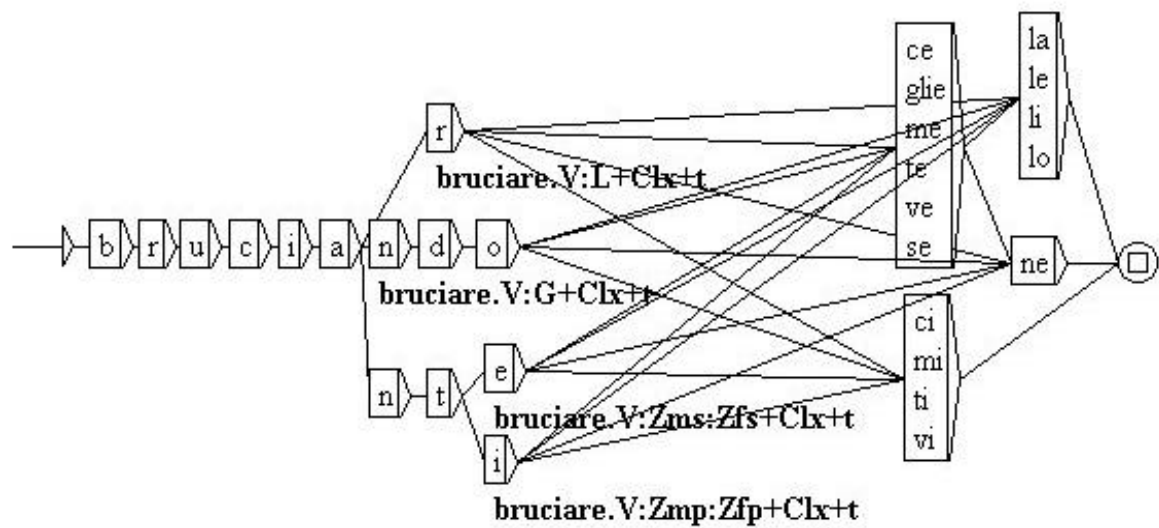 ce
glie
me
te
ve
se
la
le
li
lo
r
bruciare.V:L+Clx+t
b r u c i a n d o
ne
bruciare.V:G+Clx+t
ci
mi
ti
vi
n t e
bruciare.V:Zms:Zfs+Clx+t
i
bruciare.V:Zmp:Zfp+Clx+t